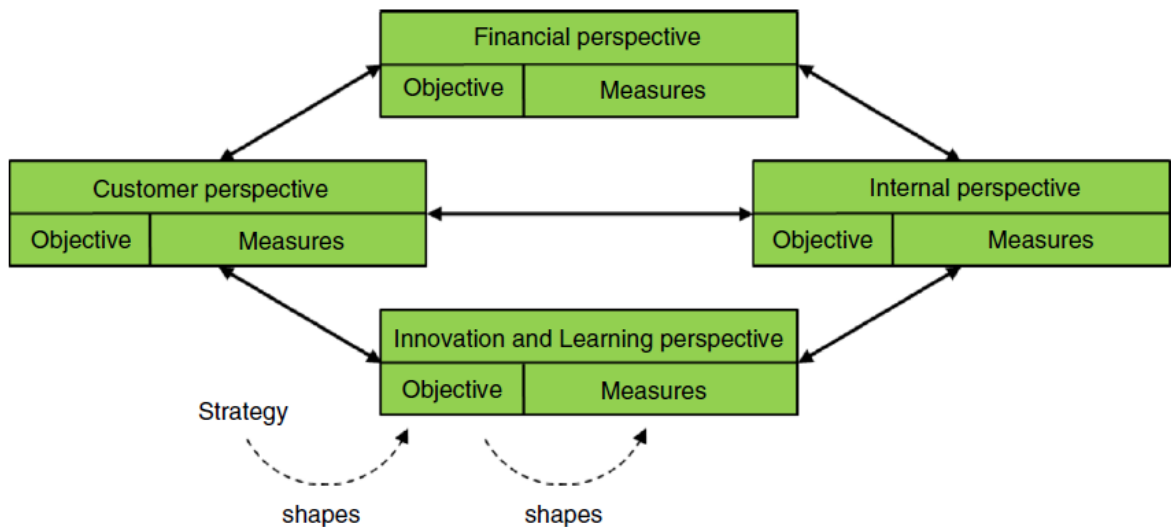 Financial perspective
Objective Measures
Customer perspective
Objective Measures
Internal perspective
Objective Measures
Innovation and Learning perspective
Objective Measures
Strategy
shapes
shapes